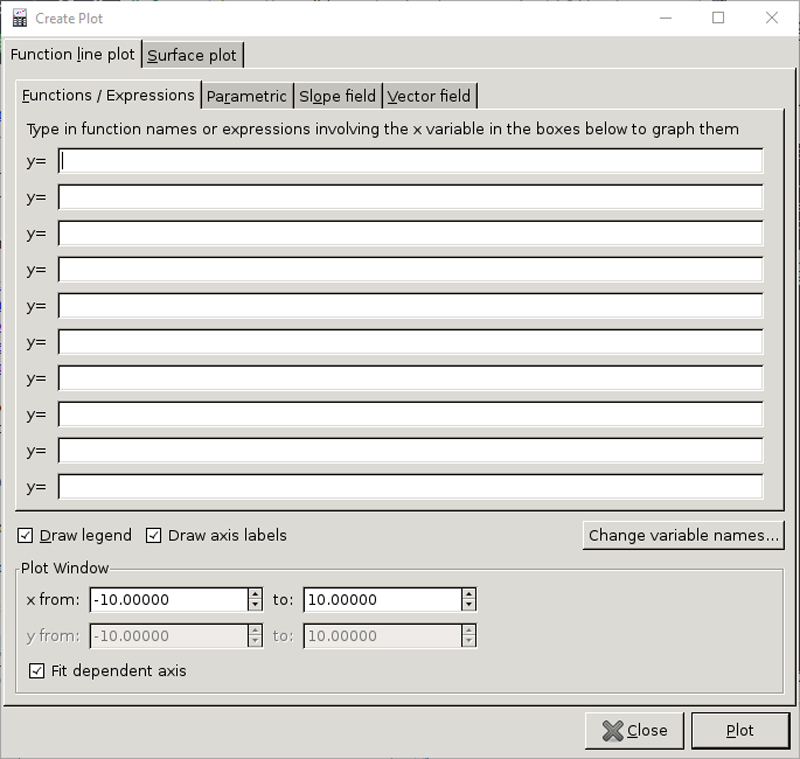 Create Plot
Function line plot Surface plot
Functions / Expressions Parametric Slope field Vector field
Type in function names or expressions involving the x variable in the boxes below to graph them
y=
y=
y=
y=
y=
y=
y=
y=
y=
y=
Draw legend Draw axis labels Change variable names...
Plot Window
x from: -10.00000 to: 10.00000
y from: -10.00000 to: 10.00000
Fit dependent axis
Close Plot